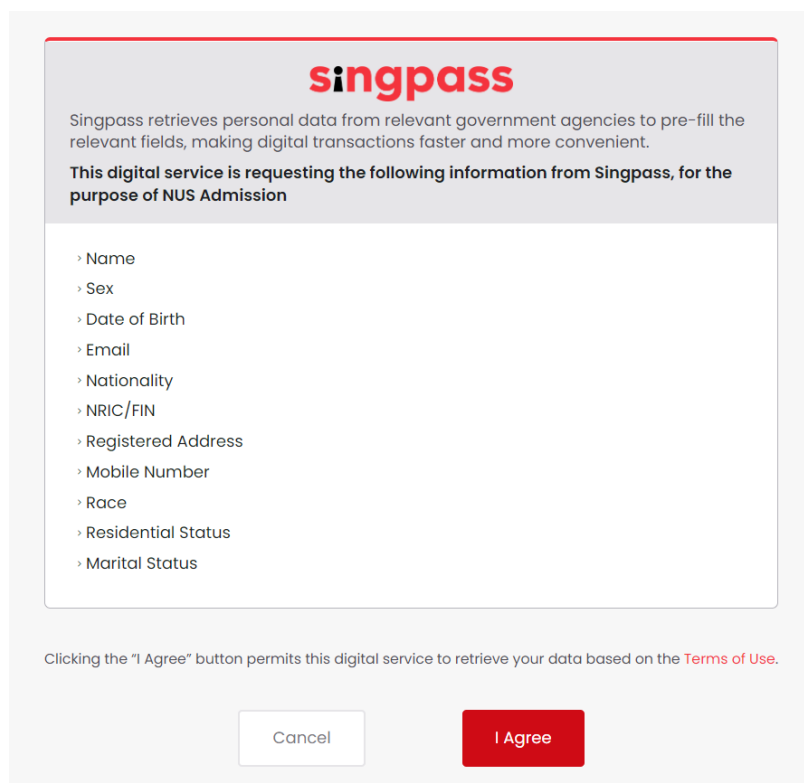 singpass
Singpass retrieves personal data from relevant government agencies to pre-fill the
relevant fields, making digital transactions faster and more convenient.
This digital service is requesting the following information from Singpass, for the
purpose of NUS Admission
› Name
› Sex
› Date of Birth
› Email
› Nationality
› NRIC/FIN
› Registered Address
› Mobile Number
› Race
› Residential Status
› Marital Status
Clicking the “I Agree” button permits this digital service to retrieve your data based on the Terms of Use.
Cancel
I Agree